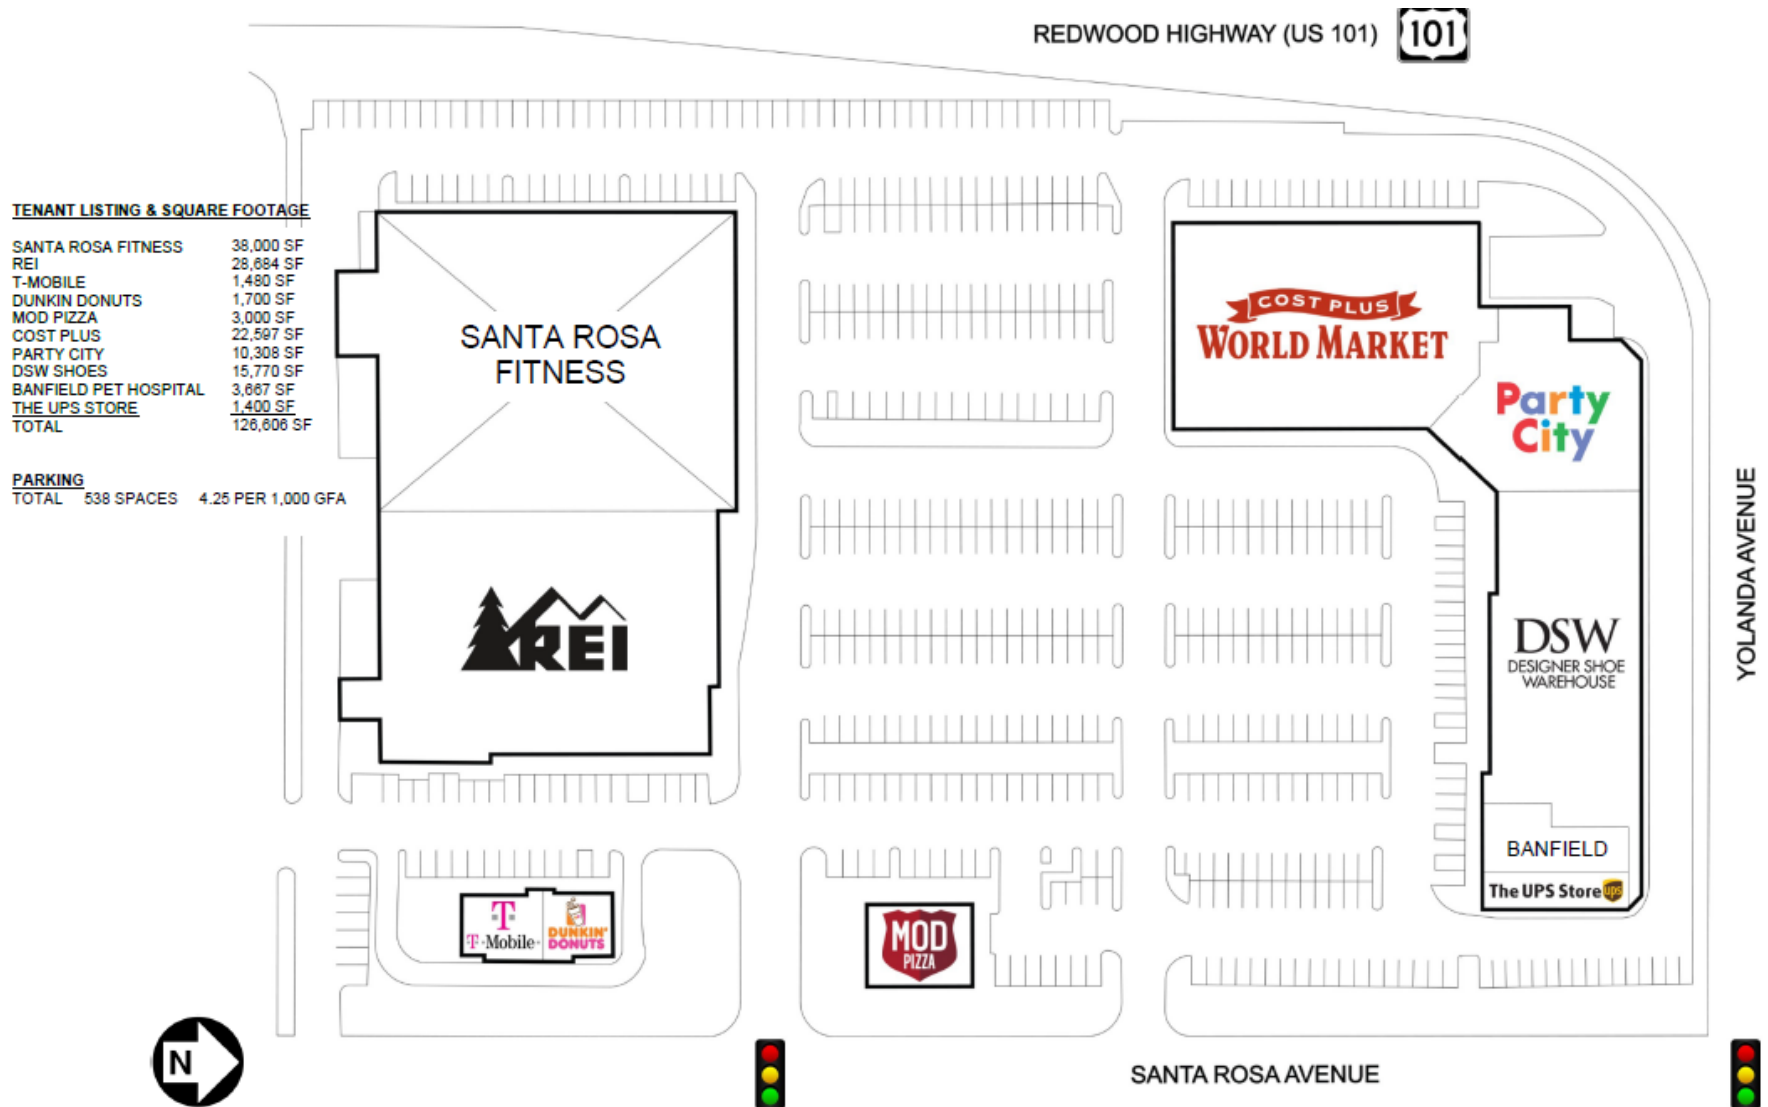 REDWOOD HIGHWAY (US 101)
101
TENANT LISTING & SQUARE FOOTAGE
SANTA ROSA FITNESS 38,000 SF
REI 28,684 SF
T-MOBILE 1,480 SF
DUNKIN DONUTS 1,700 SF
MOD PIZZA 3,000 SF
COST PLUS 22,597 SF
PARTY CITY 10,308 SF
DSW SHOES 15,770 SF
BANFIELD PET HOSPITAL 3,667 SF
THE UPS STORE 1,400 SF
TOTAL 126,606 SF
PARKING
TOTAL 538 SPACES 4.25 PER 1,000 GFA
SANTA ROSA
FITNESS
COST PLUS
WORLD MARKET
Party
City
REI
DSW
DESIGNER SHOE
WAREHOUSE
YOLANDA AVENUE
BANFIELD
The UPS Store ups
T
T-Mobile
DUNKIN'
DONUTS
MOD
PIZZA
N
SANTA ROSA AVENUE